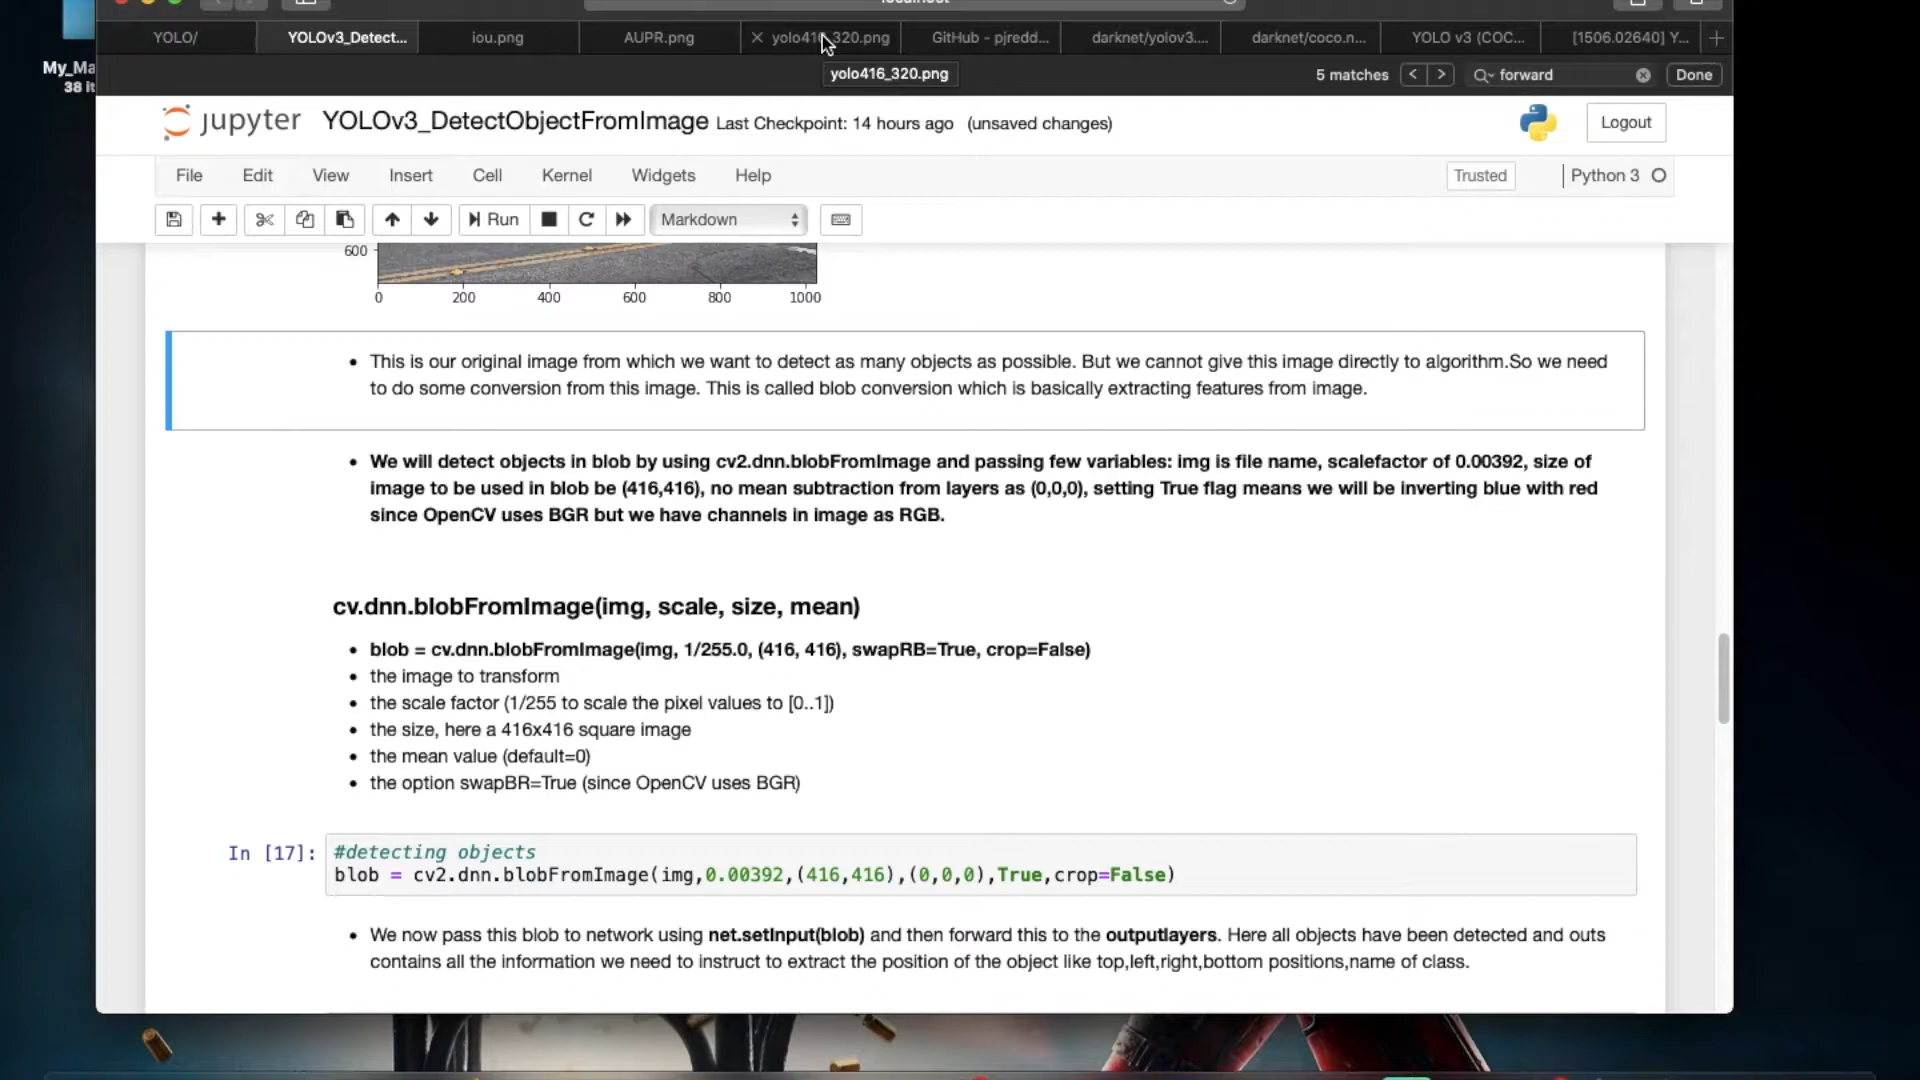 YOLO/ YOLOv3_Detect... iou.png AUPR.png yolo416_320.png GitHub - pjredd... darknet/yolov3.... darknet/coco.n... YOLO v3 (COC... [1506.02640] Y...
My_Ma
38 it
yolo416_320.png 5 matches forward Done
jupyter YOLOv3_DetectObjectFromImage Last Checkpoint: 14 hours ago (unsaved changes) Logout
File Edit View Insert Cell Kernel Widgets Help Trusted Python 3
Run Markdown
600
0 200 400 600 800 1000
This is our original image from which we want to detect as many objects as possible. But we cannot give this image directly to algorithm.So we need
to do some conversion from this image. This is called blob conversion which is basically extracting features from image.
We will detect objects in blob by using cv2.dnn.blobFromImage and passing few variables: img is file name, scalefactor of 0.00392, size of
image to be used in blob be (416,416), no mean subtraction from layers as (0,0,0), setting True flag means we will be inverting blue with red
since OpenCV uses BGR but we have channels in image as RGB.
cv.dnn.blobFromImage(img, scale, size, mean)
blob = cv.dnn.blobFromImage(img, 1/255.0, (416, 416), swapRB=True, crop=False)
the image to transform
the scale factor (1/255 to scale the pixel values to [0..1])
the size, here a 416x416 square image
the mean value (default=0)
the option swapBR=True (since OpenCV uses BGR)
In [17]: #detecting objects
blob = cv2.dnn.blobFromImage(img,0.00392,(416,416),(0,0,0),True,crop=False)
We now pass this blob to network using net.setInput(blob) and then forward this to the outputlayers. Here all objects have been detected and outs
contains all the information we need to instruct to extract the position of the object like top,left,right,bottom positions,name of class.